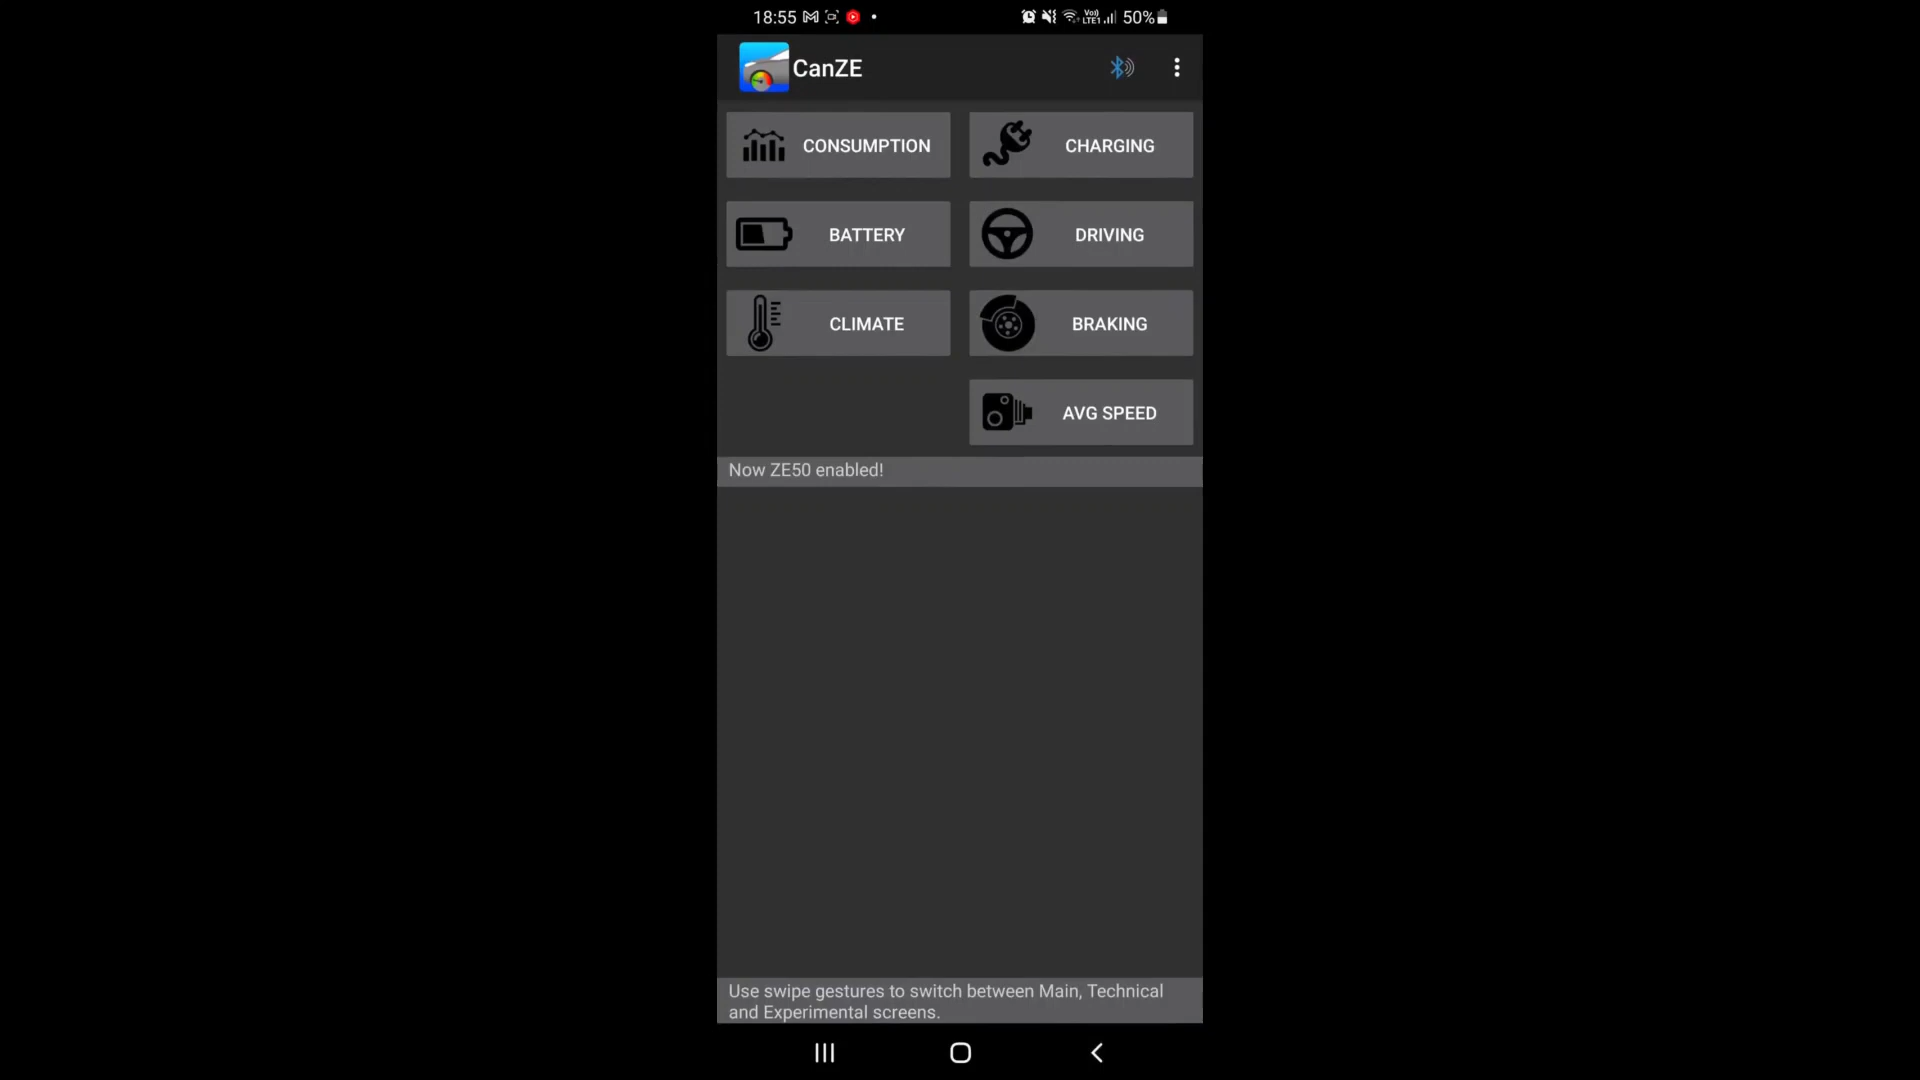 18:55 50%
CanZE
CONSUMPTION CHARGING
BATTERY DRIVING
CLIMATE BRAKING
AVG SPEED
Now ZE50 enabled!
Use swipe gestures to switch between Main, Technical
and Experimental screens.